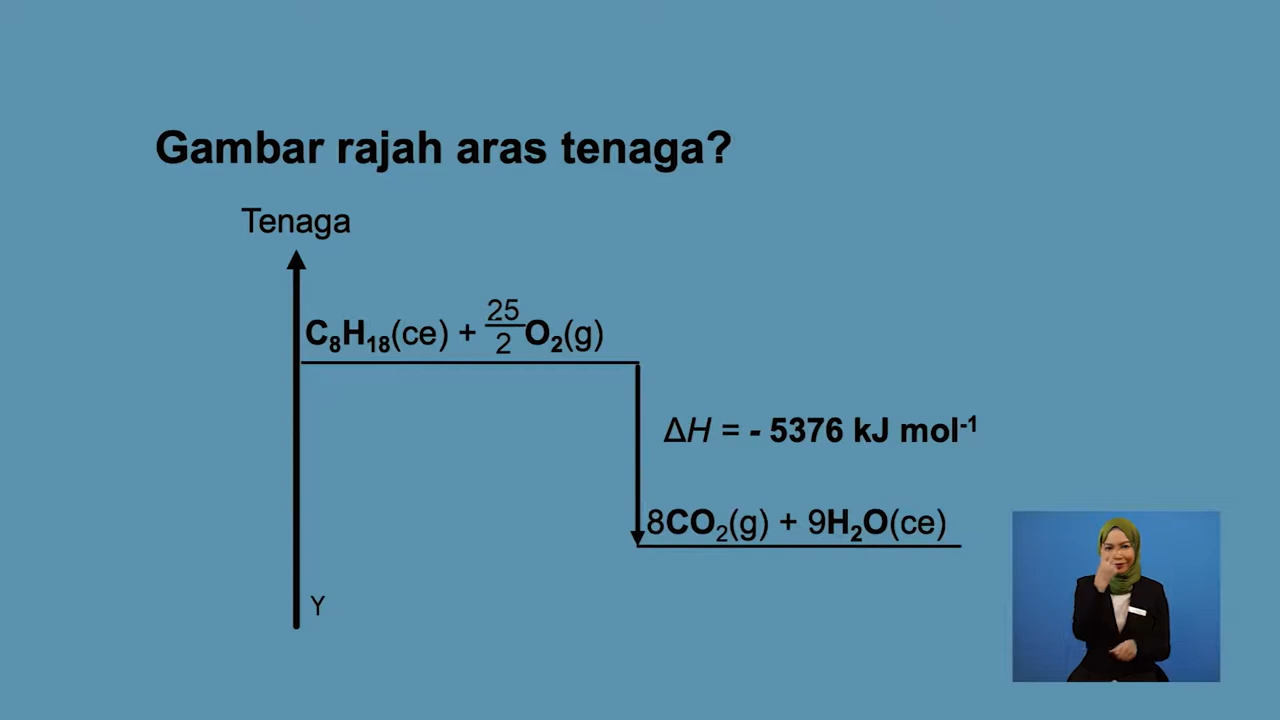 Gambar rajah aras tenaga?
Tenaga
C₈H₁₈(ce) + 25/2 O₂(g)
ΔH = - 5376 kJ mol⁻¹
8CO₂(g) + 9H₂O(ce)
Y